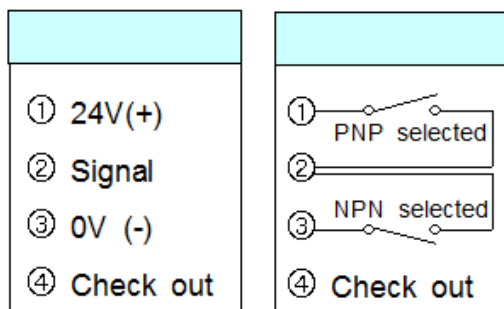 ① 24V(+)
② Signal
③ 0V (-)
④ Check out
①
PNP selected
②
NPN selected
③
④ Check out